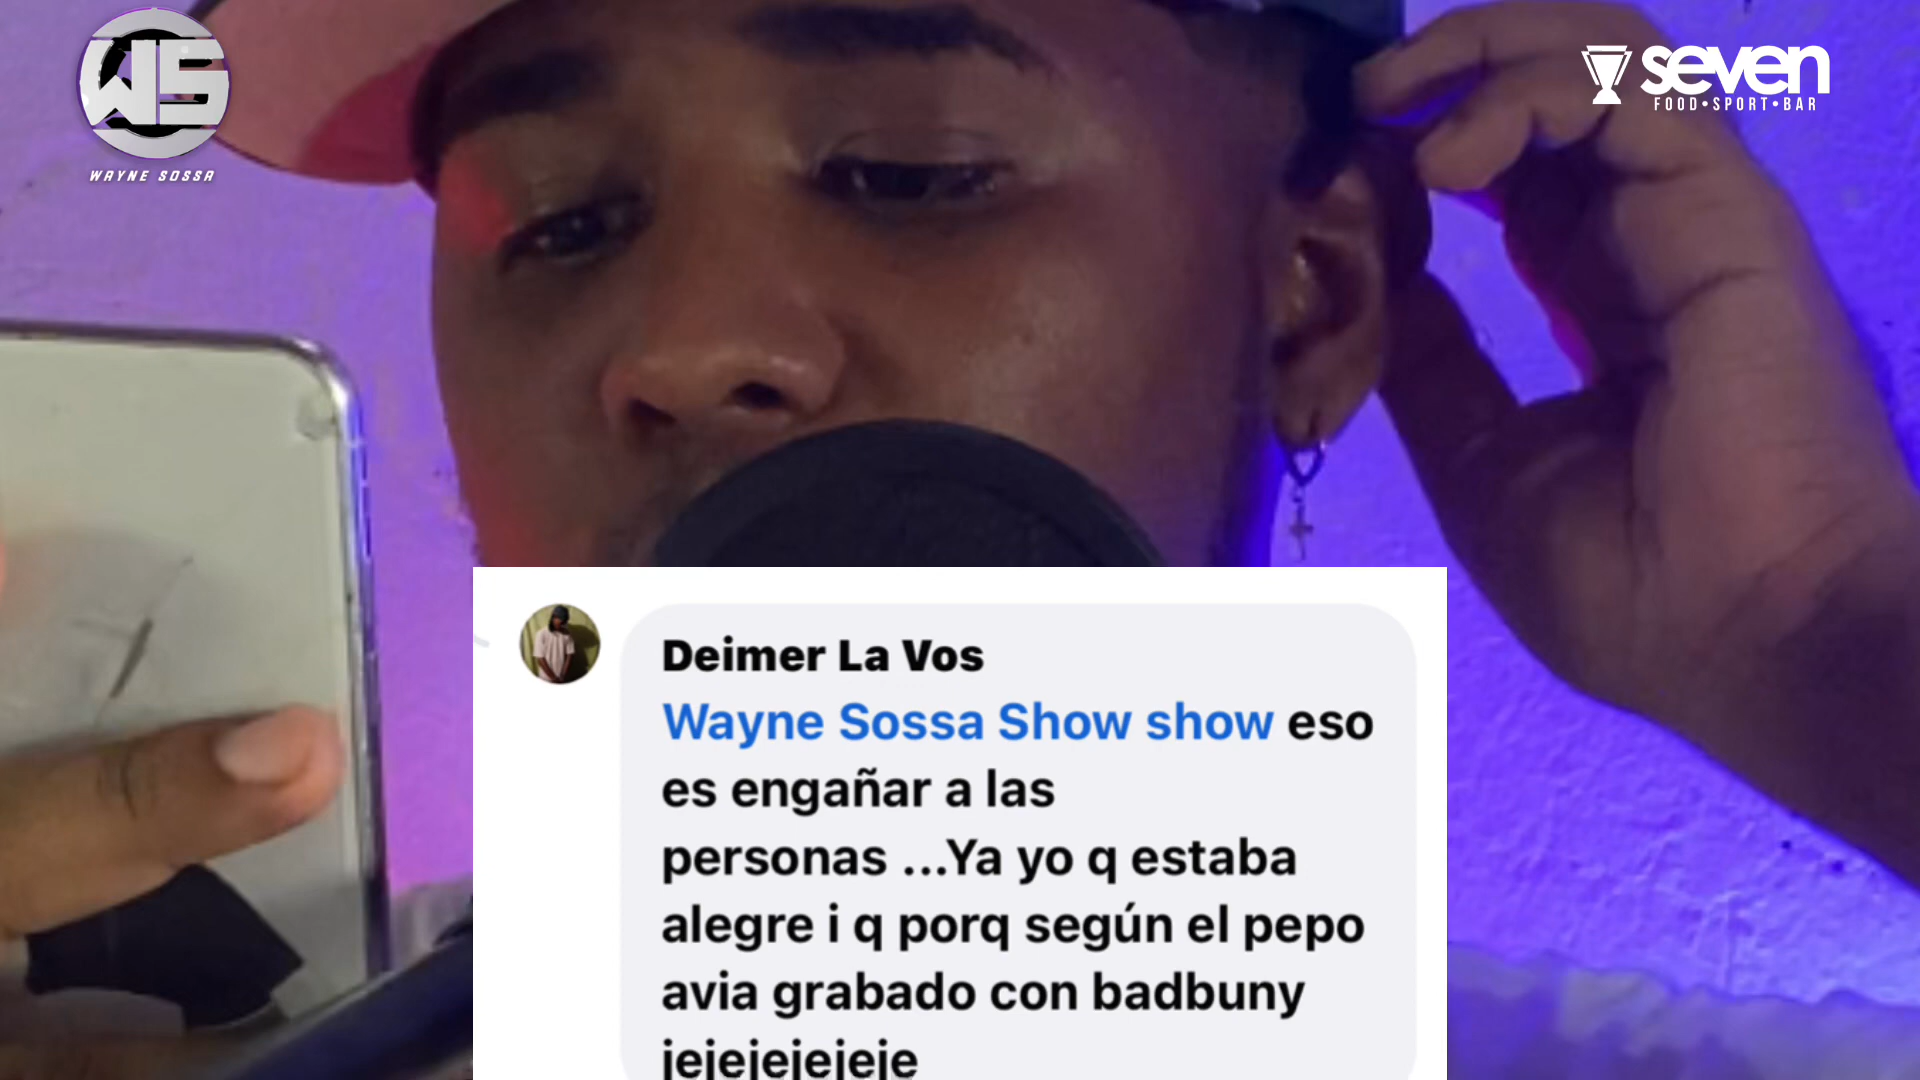 WS
WAYNE SOSSA
seven
FOOD•SPORT•BAR
Deimer La Vos
Wayne Sossa Show show eso
es engañar a las
personas ...Ya yo q estaba
alegre i q porq según el pepo
avia grabado con badbuny
jejejejejeje